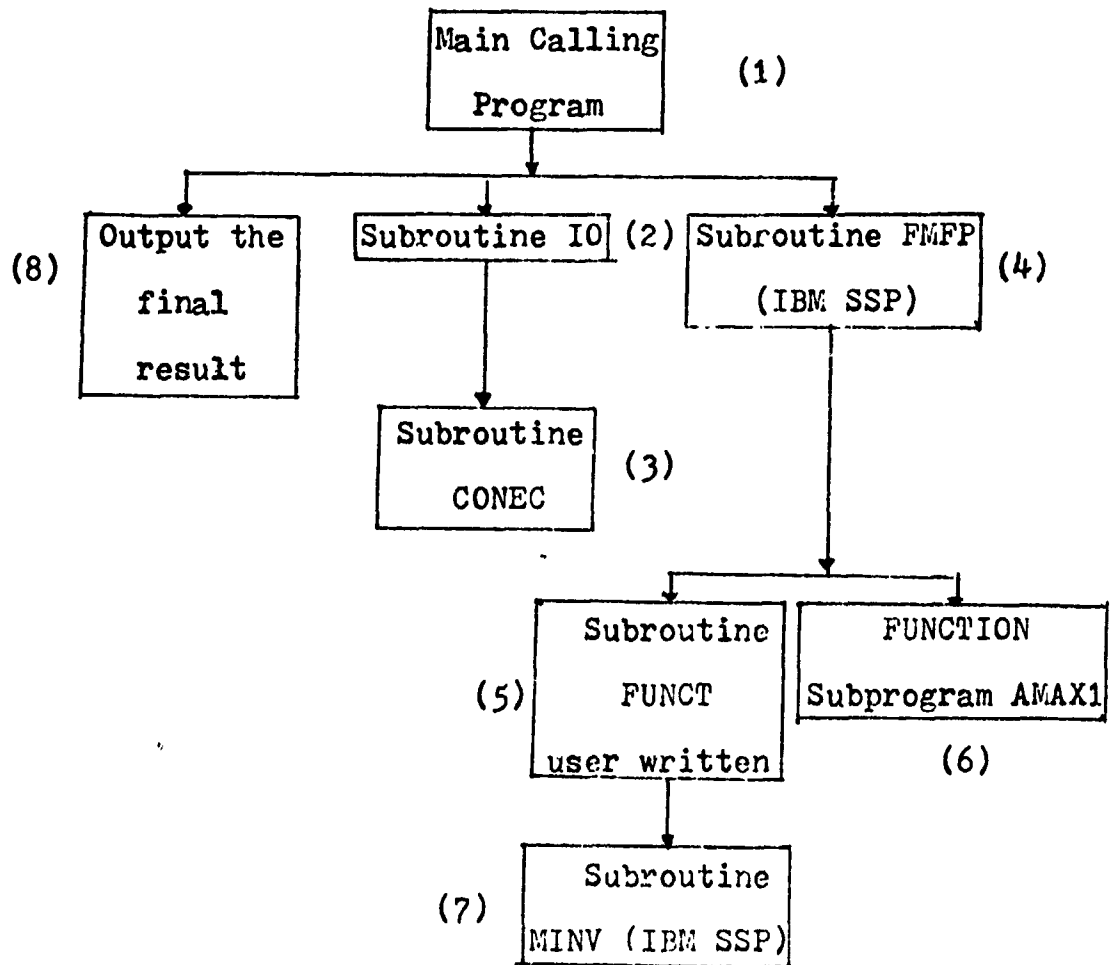 Main Calling
Program
(1)
Output the
final
result
(8)
Subroutine IO
(2)
Subroutine FMFP
(IBM SSP)
(4)
Subroutine
CONEC
(3)
Subroutine
FUNCT
user written
(5)
FUNCTION
Subprogram AMAX1
(6)
Subroutine
MINV (IBM SSP)
(7)